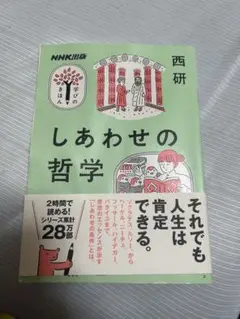 NHK出版
学びの
きほん
西研
しあわせの
哲学
それでも
人生は
肯定
できる。
2時間で
読める!
シリーズ累計
28万部